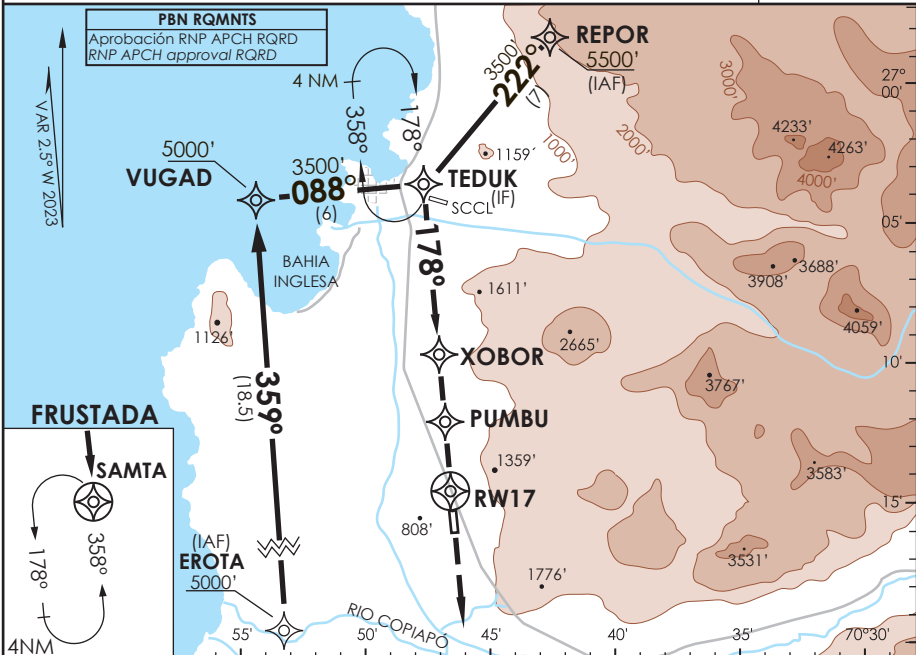 PBN RQMNTS
Aprobación RNP APCH RQRD
RNP APCH approval RQRD
VAR 2.5° W 2023
4 NM
358°
178°
REPOR
5500'
(IAF)
3500'
222°
(7)
27°
00'
3000'
2000'
1000'
4233'
4263'
4000'
1159'
5000'
VUGAD
3500'
088°
(6)
TEDUK
(IF)
SCCL
05'
178°
BAHIA
INGLESA
3688'
3908'
1611'
1126'
4059'
2665'
XOBOR
10'
359°
(18.5)
3767'
FRUSTADA
PUMBU
SAMTA
1359'
3583'
RW17
15'
808'
178°
358°
4NM
(IAF)
EROTA
5000'
3531'
1776'
RIO COPIAPÓ
55'
50'
45'
40'
35'
70°30'